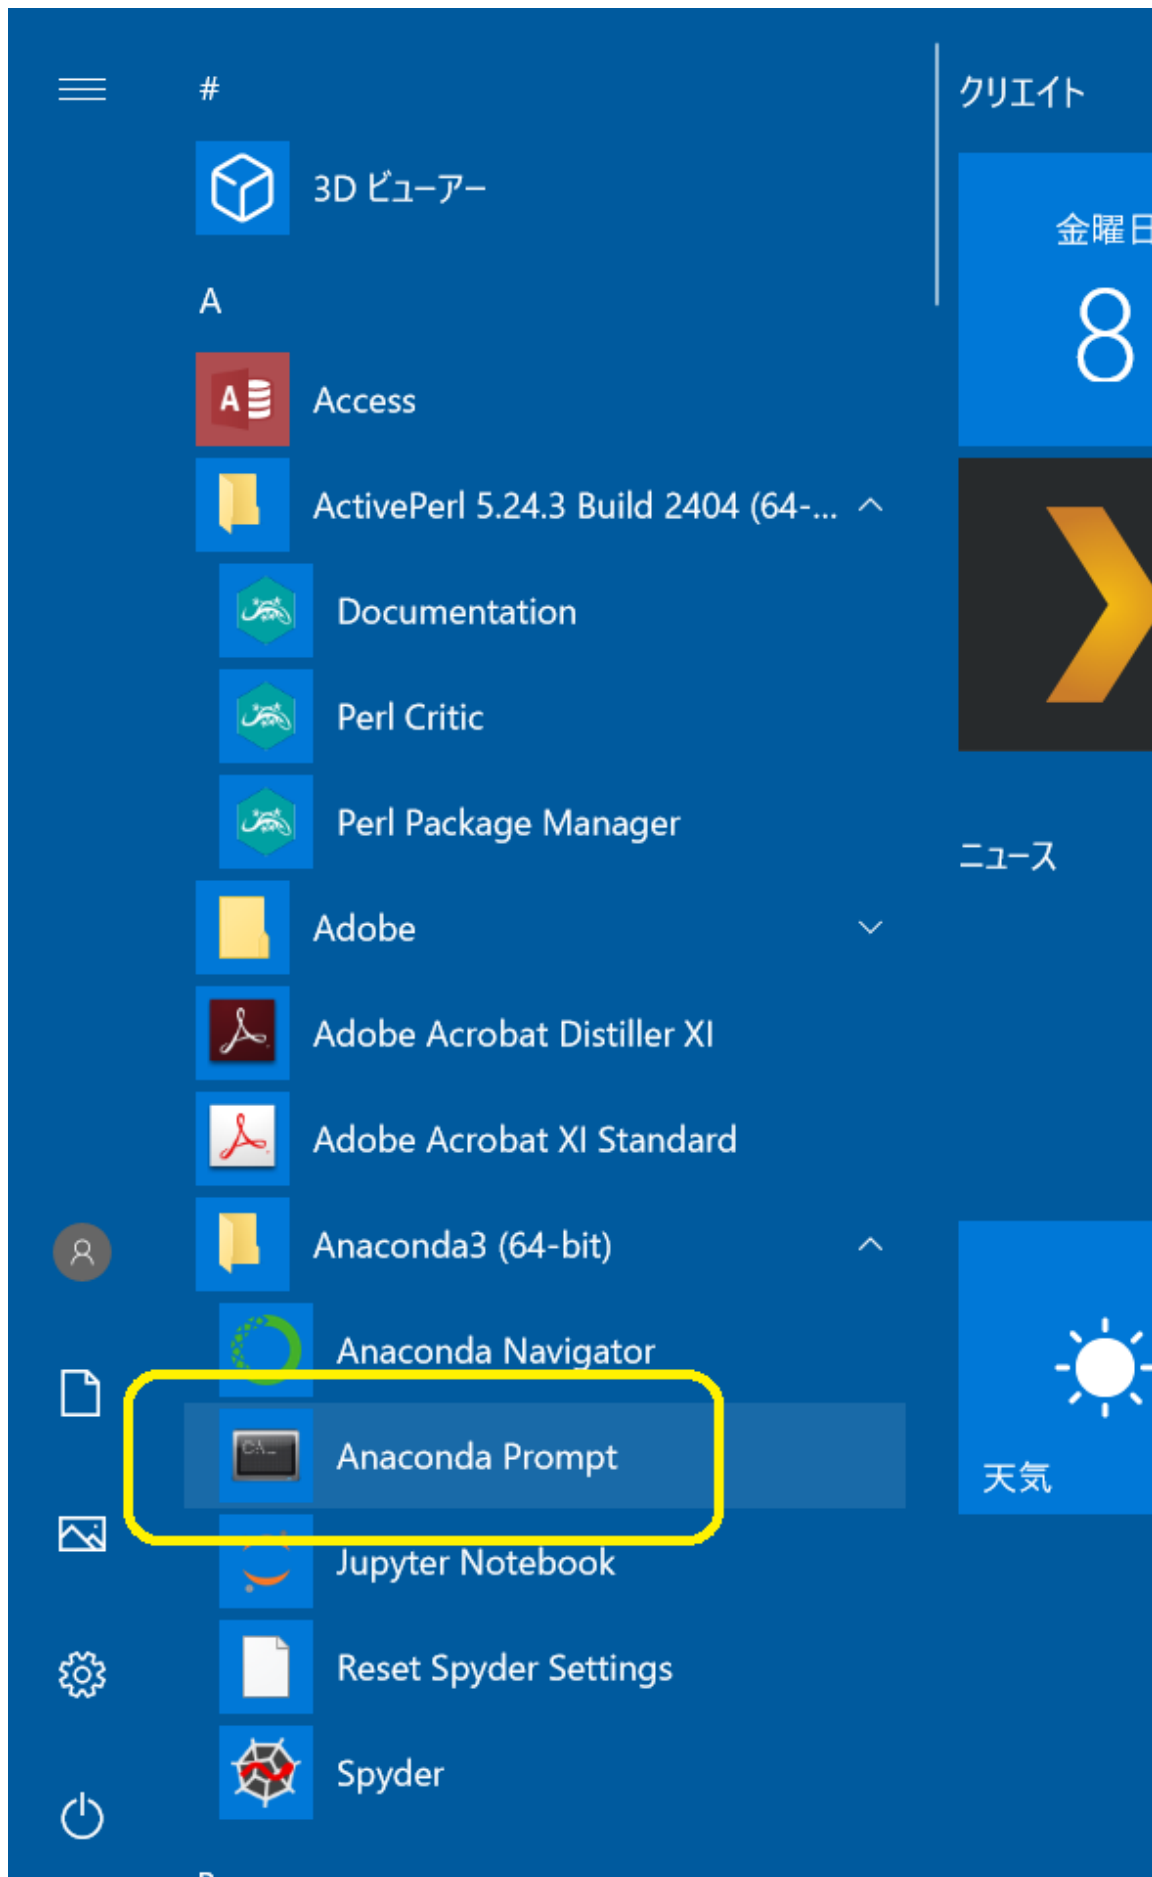 #
3D ビューアー
A
Access
ActivePerl 5.24.3 Build 2404 (64-...
Documentation
Perl Critic
Perl Package Manager
Adobe
Adobe Acrobat Distiller XI
Adobe Acrobat XI Standard
Anaconda3 (64-bit)
Anaconda Navigator
Anaconda Prompt
Jupyter Notebook
Reset Spyder Settings
Spyder
クリエイト
金曜日
8
ニュース
天気